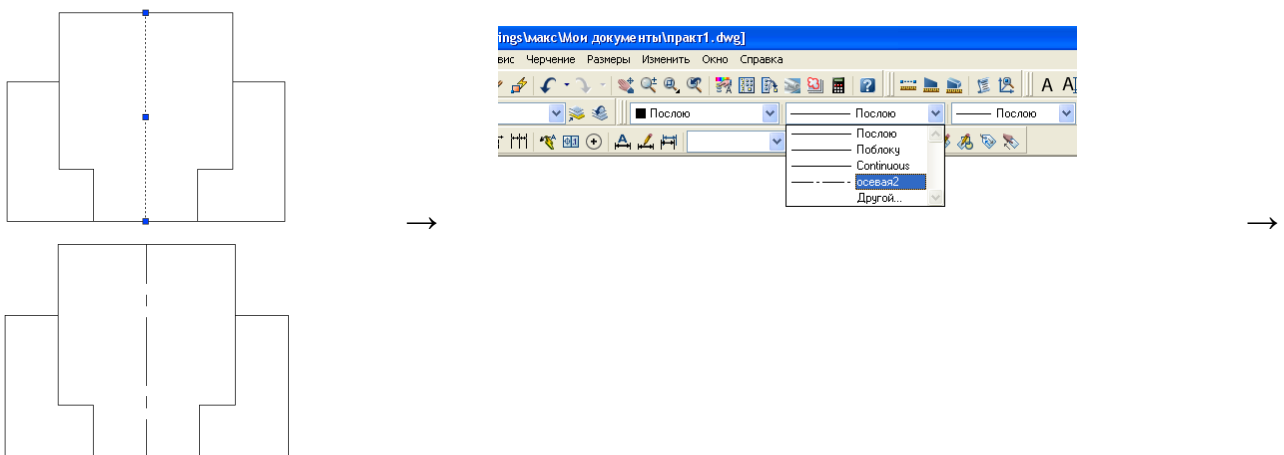 →
ings\макс\Мои документы\практ1.dwg]
вис Черчение Размеры Изменить Окно Справка
A A
Послою Послою Послою
Послою
Поблоку
Continuous
осевая2
Другой...
→